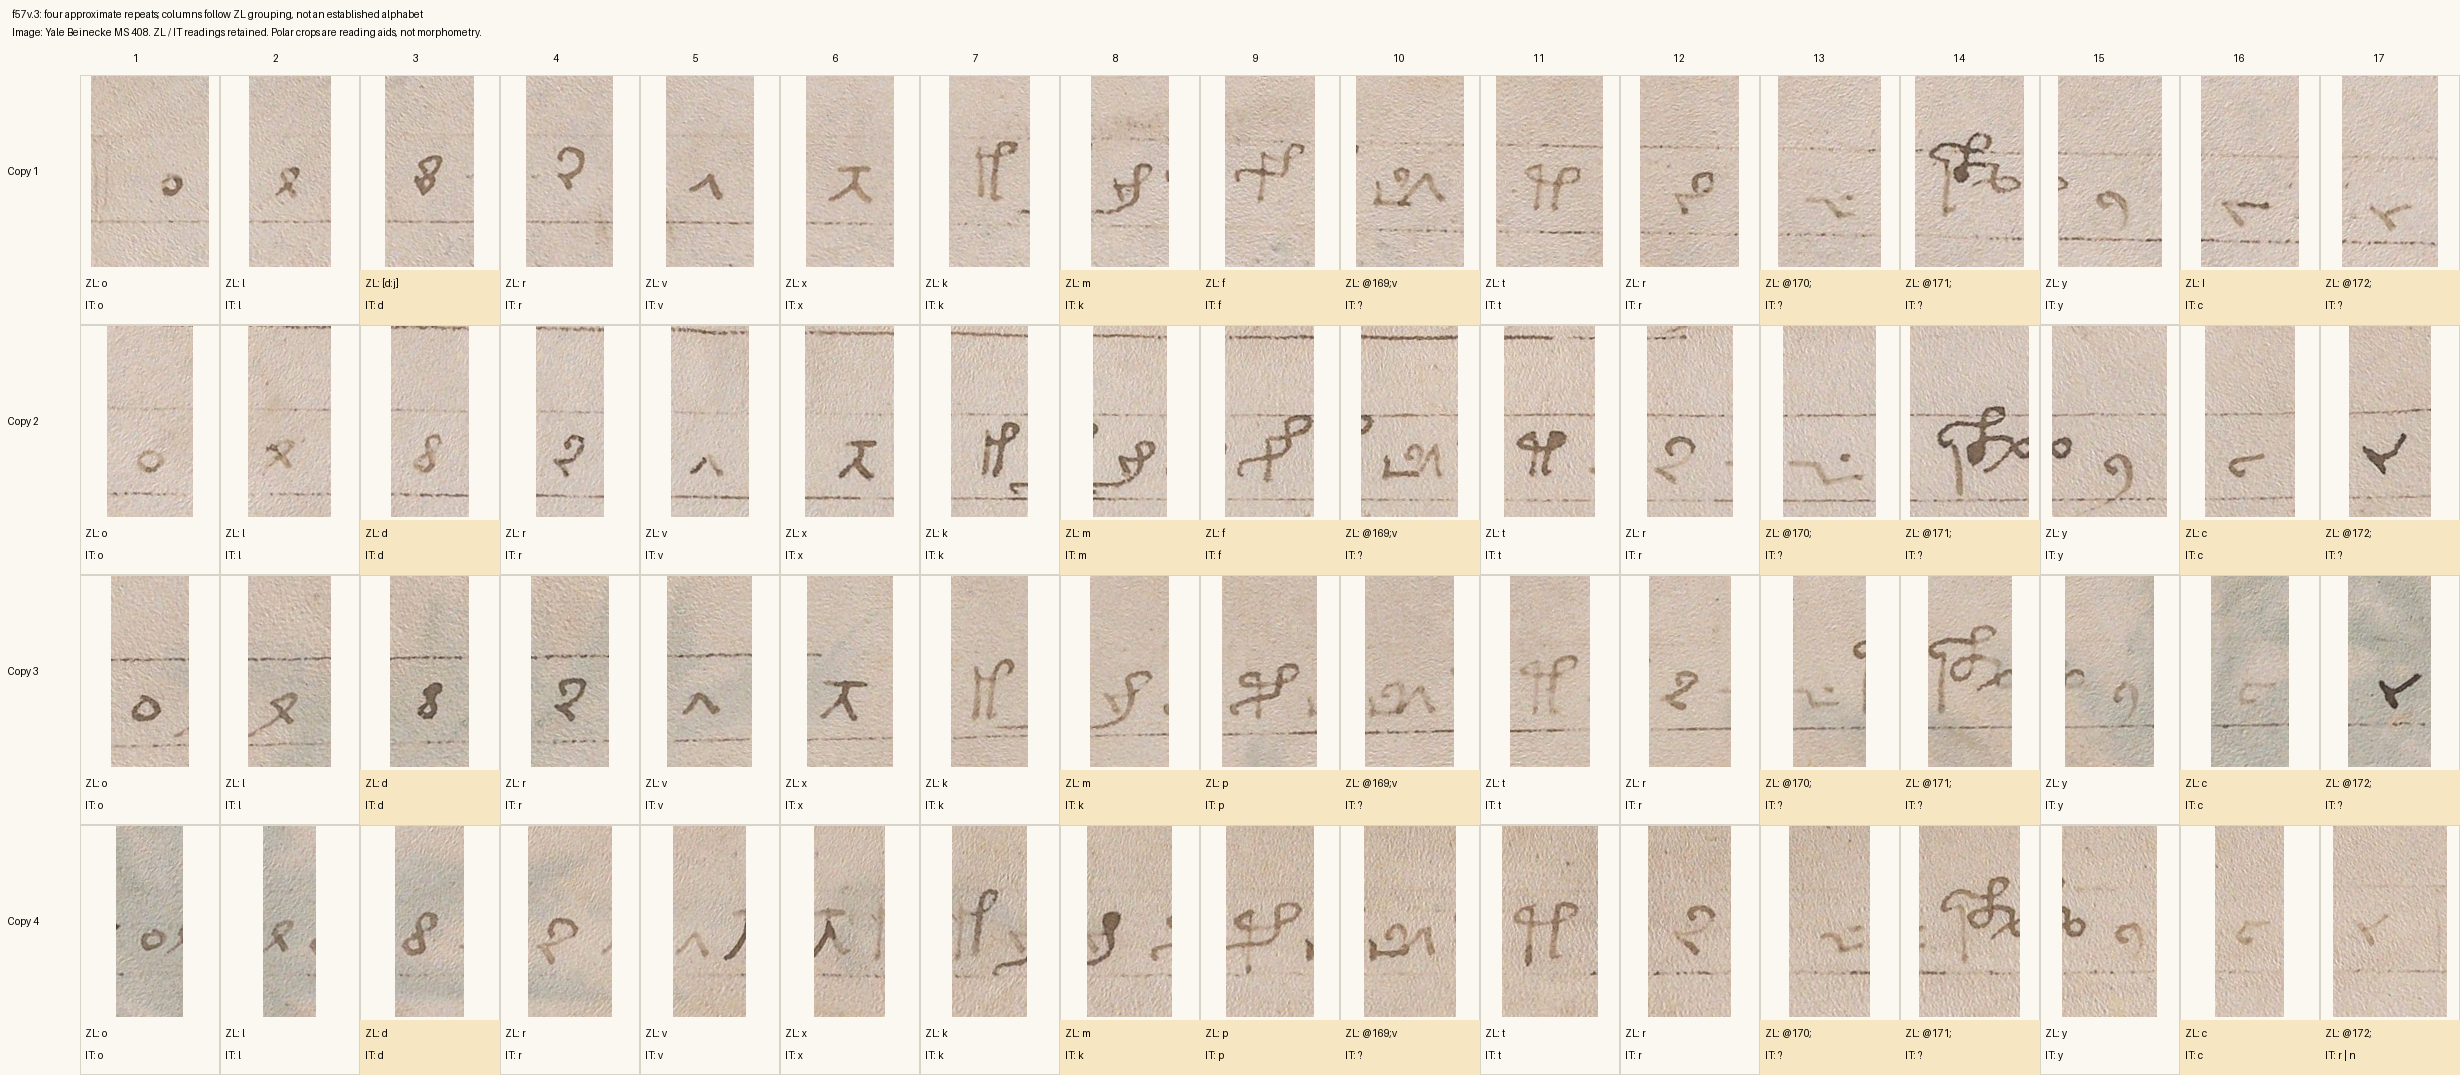 f57v.3: four approximate repeats; columns follow ZL grouping, not an established alphabet
Image: Yale Beinecke MS 408. ZL / IT readings retained. Polar crops are reading aids, not morphometry.
1 2 3 4 5 6 7 8 9 10 11 12 13 14 15 16 17
Copy 1
ZL: o ZL: l ZL: [d:j] ZL: r ZL: v ZL: x ZL: k ZL: m ZL: f ZL: @169;v ZL: t ZL: r ZL: @170; ZL: @171; ZL: y ZL: l ZL: @172;
IT: o IT: l IT: d IT: r IT: v IT: x IT: k IT: k IT: f IT: ? IT: t IT: r IT: ? IT: ? IT: y IT: c IT: ?
Copy 2
ZL: o ZL: l ZL: d ZL: r ZL: v ZL: x ZL: k ZL: m ZL: f ZL: @169;v ZL: t ZL: r ZL: @170; ZL: @171; ZL: y ZL: c ZL: @172;
IT: o IT: l IT: d IT: r IT: v IT: x IT: k IT: m IT: f IT: ? IT: t IT: r IT: ? IT: ? IT: y IT: c IT: ?
Copy 3
ZL: o ZL: l ZL: d ZL: r ZL: v ZL: x ZL: k ZL: m ZL: p ZL: @169;v ZL: t ZL: r ZL: @170; ZL: @171; ZL: y ZL: c ZL: @172;
IT: o IT: l IT: d IT: r IT: v IT: x IT: k IT: k IT: p IT: ? IT: t IT: r IT: ? IT: ? IT: y IT: c IT: ?
Copy 4
ZL: o ZL: l ZL: d ZL: r ZL: v ZL: x ZL: k ZL: m ZL: p ZL: @169;v ZL: t ZL: r ZL: @170; ZL: @171; ZL: y ZL: c ZL: @172;
IT: o IT: l IT: d IT: r IT: v IT: x IT: k IT: k IT: p IT: ? IT: t IT: r IT: ? IT: ? IT: y IT: c IT: r | n